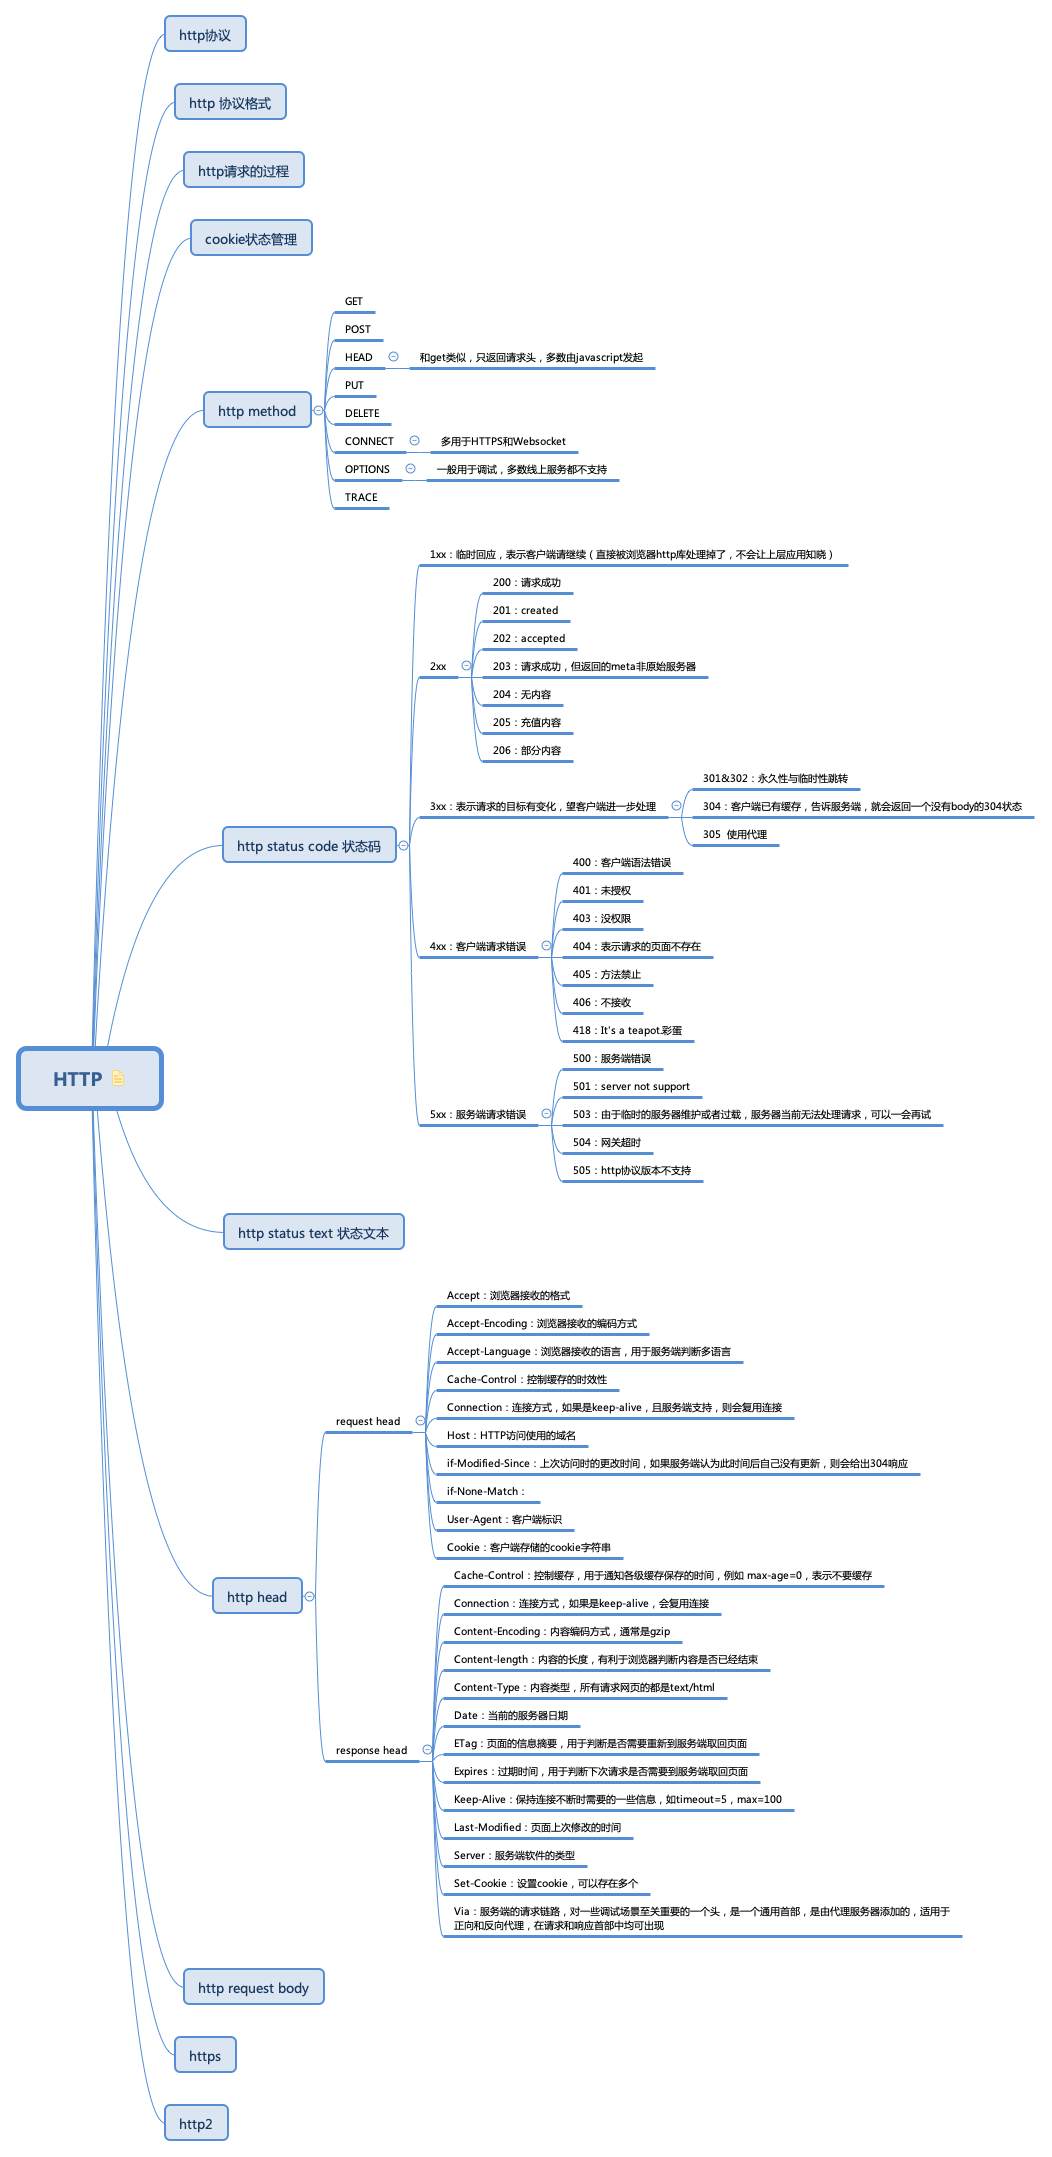 http协议
http 协议格式
http请求的过程
cookie状态管理
GET
POST
HEAD
和get类似，只返回请求头，多数由javascript发起
PUT
http method
DELETE
CONNECT
多用于HTTPS和Websocket
OPTIONS
一般用于调试，多数线上服务都不支持
TRACE
1xx：临时回应，表示客户端请继续（直接被浏览器http库处理掉了，不会让上层应用知晓）
200：请求成功
201：created
202：accepted
2xx
203：请求成功，但返回的meta非原始服务器
204：无内容
205：充值内容
206：部分内容
301&302：永久性与临时性跳转
3xx：表示请求的目标有变化，望客户端进一步处理
304：客户端已有缓存，告诉服务端，就会返回一个没有body的304状态
305 使用代理
http status code 状态码
400：客户端语法错误
401：未授权
403：没权限
4xx：客户端请求错误
404：表示请求的页面不存在
405：方法禁止
406：不接收
418：It's a teapot.彩蛋
500：服务端错误
HTTP
501：server not support
5xx：服务端请求错误
503：由于临时的服务器维护或者过载，服务器当前无法处理请求，可以一会再试
504：网关超时
505：http协议版本不支持
http status text 状态文本
Accept：浏览器接收的格式
Accept-Encoding：浏览器接收的编码方式
Accept-Language：浏览器接收的语言，用于服务端判断多语言
Cache-Control：控制缓存的时效性
Connection：连接方式，如果是keep-alive，且服务端支持，则会复用连接
request head
Host：HTTP访问使用的域名
if-Modified-Since：上次访问时的更改时间，如果服务端认为此时间后自己没有更新，则会给出304响应
if-None-Match：
User-Agent：客户端标识
Cookie：客户端存储的cookie字符串
http head
Cache-Control：控制缓存，用于通知各级缓存保存的时间，例如 max-age=0，表示不要缓存
Connection：连接方式，如果是keep-alive，会复用连接
Content-Encoding：内容编码方式，通常是gzip
Content-length：内容的长度，有利于浏览器判断内容是否已经结束
Content-Type：内容类型，所有请求网页的都是text/html
Date：当前的服务器日期
response head
ETag：页面的信息摘要，用于判断是否需要重新到服务端取回页面
Expires：过期时间，用于判断下次请求是否需要到服务端取回页面
Keep-Alive：保持连接不断时需要的一些信息，如timeout=5，max=100
Last-Modified：页面上次修改的时间
Server：服务端软件的类型
Set-Cookie：设置cookie，可以存在多个
Via：服务端的请求链路，对一些调试场景至关重要的一个头，是一个通用首部，是由代理服务器添加的，适用于
正向和反向代理，在请求和响应首部中均可出现
http request body
https
http2